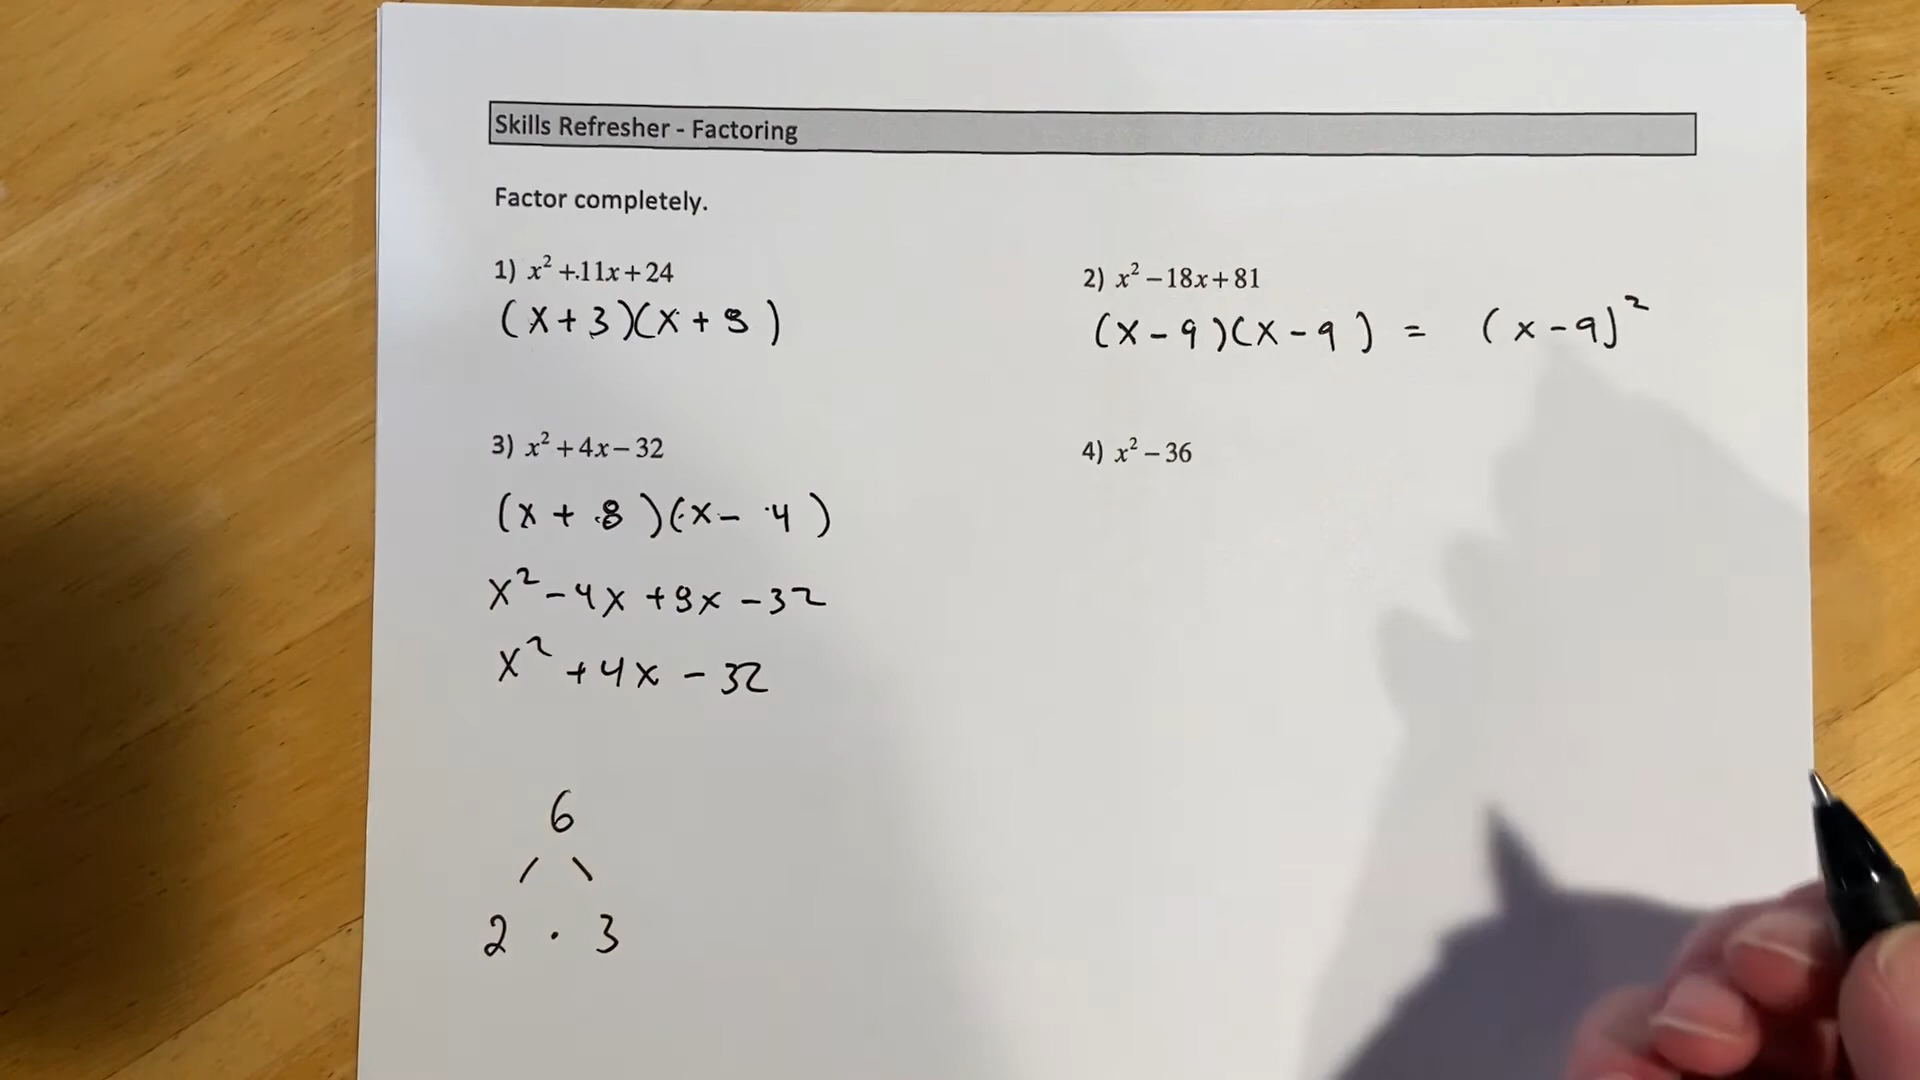 Skills Refresher - Factoring
Factor completely.
1) x² + 11x + 24
(x + 3)(x + 8)
2) x² − 18x + 81
(x − 9)(x − 9) = (x − 9)²
3) x² + 4x − 32
(x + 8)(x − 4)
x² − 4x + 8x − 32
x² + 4x − 32
4) x² − 36
6
2 · 3